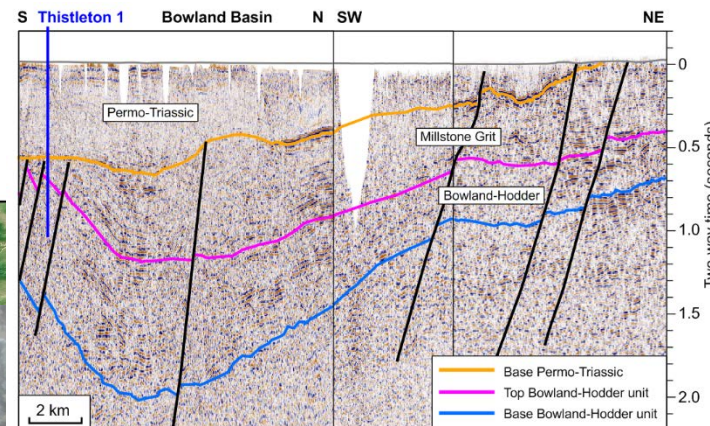 S Thistleton 1 Bowland Basin N SW NE
0
Permo-Triassic
Millstone Grit
0.5
Bowland-Hodder
1.0
Two-way time (seconds)
1.5
Base Permo-Triassic
Top Bowland-Hodder unit
2.0
Base Bowland-Hodder unit
2 km